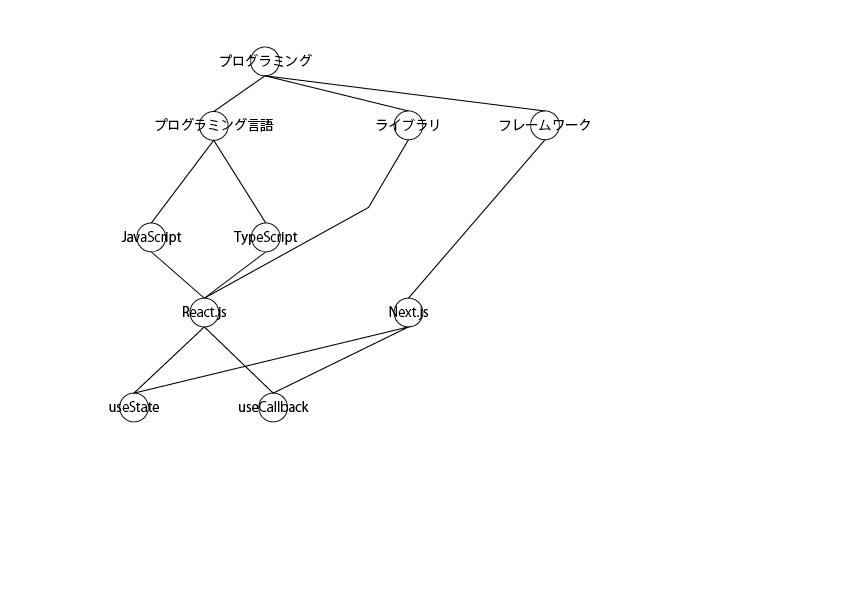 プログラミング
プログラミング言語
ライブラリ
フレームワーク
JavaScript
TypeScript
React.js
Next.js
useState
useCallback